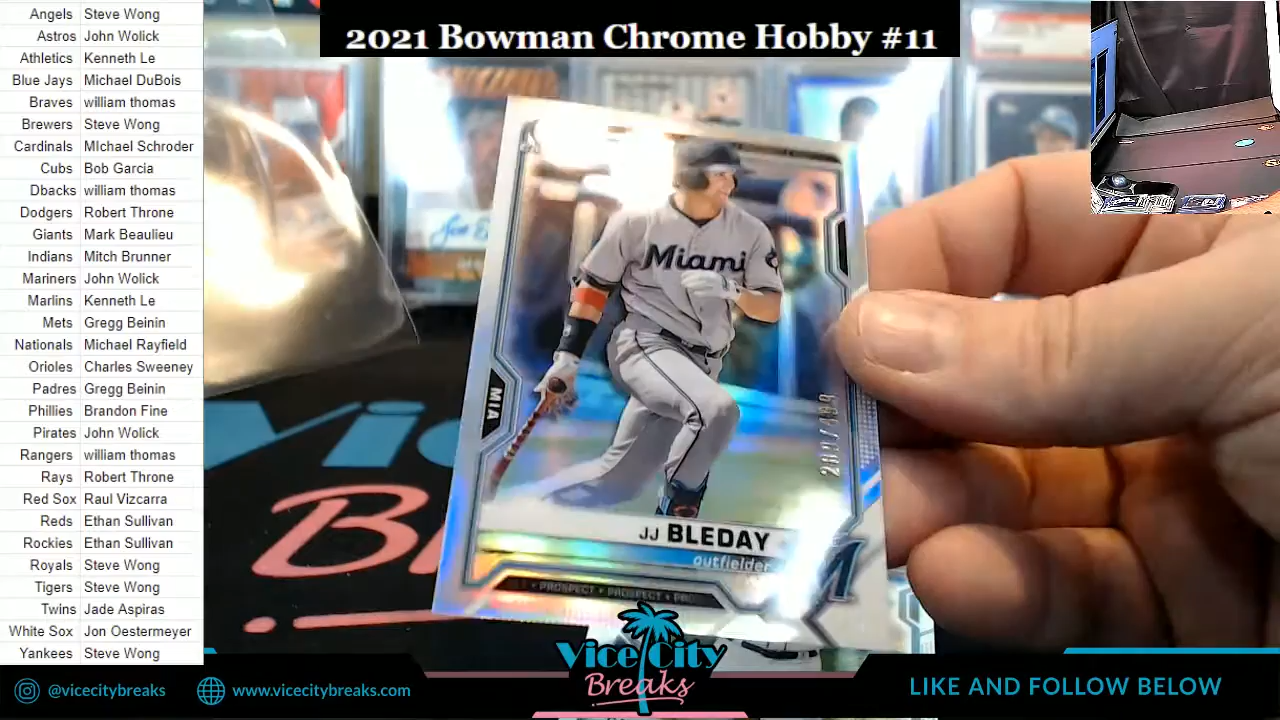 2021 Bowman Chrome Hobby #11
Angels Steve Wong
Astros John Wolick
Athletics Kenneth Le
Blue Jays Michael DuBois
Braves william thomas
Brewers Steve Wong
Cardinals MIchael Schroder
Cubs Bob Garcia
Dbacks william thomas
Dodgers Robert Throne
Giants Mark Beaulieu
Indians Mitch Brunner
Mariners John Wolick
Marlins Kenneth Le
Mets Gregg Beinin
Nationals Michael Rayfield
Orioles Charles Sweeney
Padres Gregg Beinin
Phillies Brandon Fine
Pirates John Wolick
Rangers william thomas
Rays Robert Throne
Red Sox Raul Vizcarra
Reds Ethan Sullivan
Rockies Ethan Sullivan
Royals Steve Wong
Tigers Steve Wong
Twins Jade Aspiras
White Sox Jon Oestermeyer
Yankees Steve Wong
Miami
MIA
JJ BLEDAY
outfielder
PROSPECT • PROSPECT
Vice City
Breaks
@vicecitybreaks
www.vicecitybreaks.com
LIKE AND FOLLOW BELOW